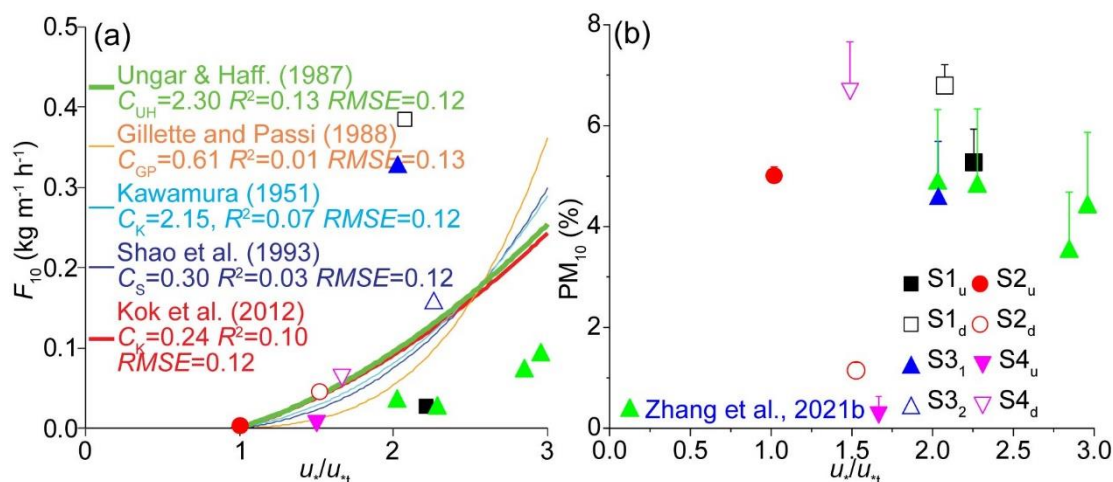 (a)
0.5
0.4
0.3
0.2
0.1
0.0
F10 (kg m-1 h-1)
Ungar & Haff. (1987)
CUH=2.30 R2=0.13 RMSE=0.12
Gillette and Passi (1988)
CGP=0.61 R2=0.01 RMSE=0.13
Kawamura (1951)
CK=2.15, R2=0.07 RMSE=0.12
Shao et al. (1993)
CS=0.30 R2=0.03 RMSE=0.12
Kok et al. (2012)
CK=0.24 R2=0.10
RMSE=0.12
0 1 2 3
u*/u*t
(b)
8
6
4
2
0
PM10 (%)
S1u S2u
S1d S2d
S31 S4u
S32 S4d
Zhang et al., 2021b
0.0 0.5 1.0 1.5 2.0 2.5 3.0
u*/u*t